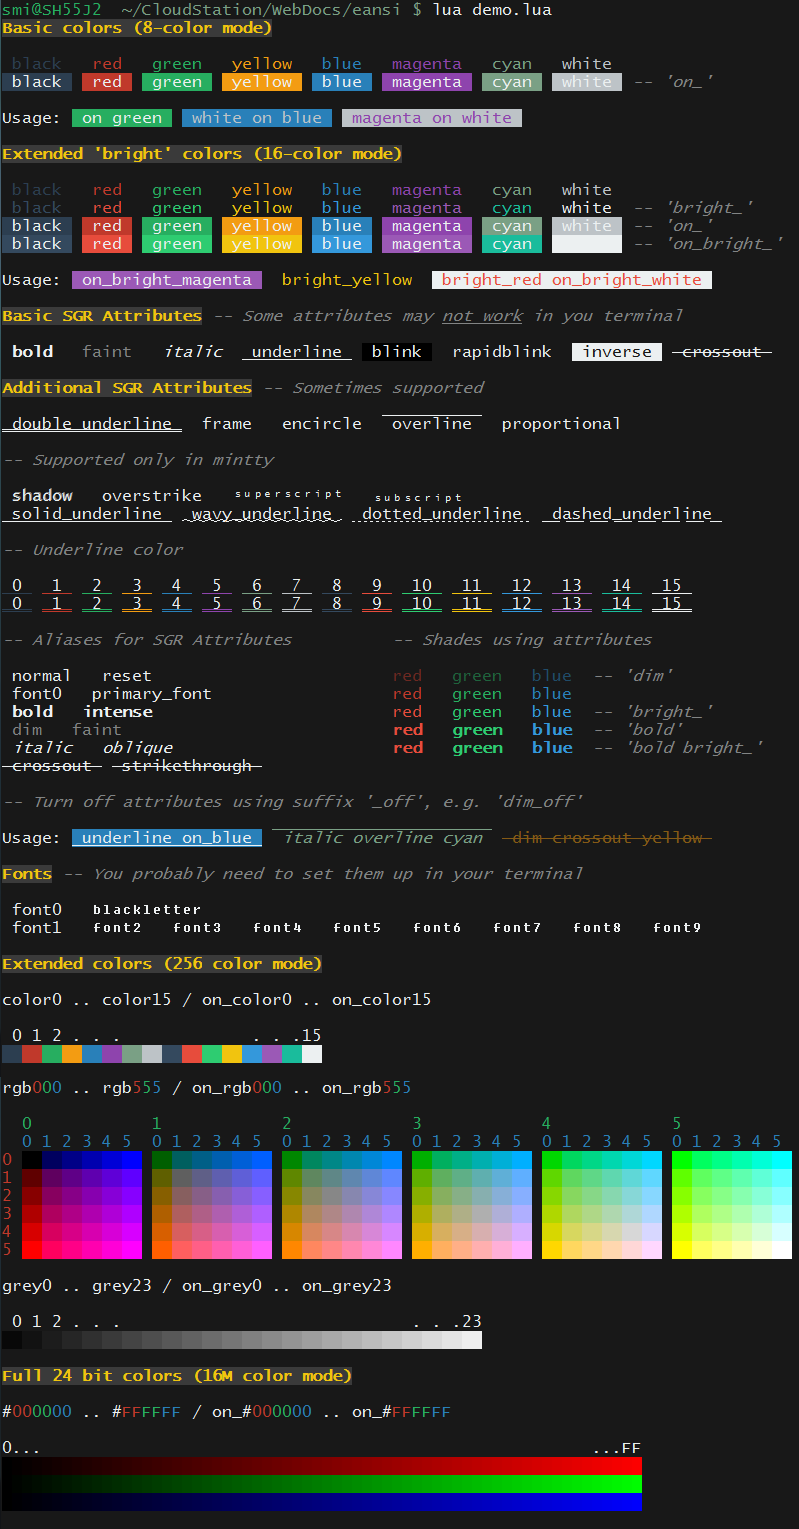 smi@SH55J2  ~/CloudStation/WebDocs/eansi $ lua demo.lua
Basic colors (8-color mode)
black   red   green   yellow   blue   magenta   cyan   white
black   red   green   yellow   blue   magenta   cyan   white  -- 'on_'
Usage:  on green   white on blue   magenta on white
Extended 'bright' colors (16-color mode)
black   red   green   yellow   blue   magenta   cyan   white
black   red   green   yellow   blue   magenta   cyan   white  -- 'bright_'
black   red   green   yellow   blue   magenta   cyan   white  -- 'on_'
black   red   green   yellow   blue   magenta   cyan   -- 'on_bright_'
Usage:  on_bright_magenta   bright_yellow   bright_red on_bright_white
Basic SGR Attributes -- Some attributes may not work in you terminal
bold   faint   italic   underline   blink   rapidblink   inverse   crossout
Additional SGR Attributes -- Sometimes supported
double underline   frame   encircle   overline   proportional
-- Supported only in mintty
shadow   overstrike   superscript   subscript
solid_underline   wavy_underline   dotted_underline   dashed_underline
-- Underline color
0   1   2   3   4   5   6   7   8   9   10   11   12   13   14   15
0   1   2   3   4   5   6   7   8   9   10   11   12   13   14   15
-- Aliases for SGR Attributes          -- Shades using attributes
normal   reset                         red   green   blue  -- 'dim'
font0   primary_font                   red   green   blue
bold   intense                         red   green   blue  -- 'bright_'
dim   faint                            red   green   blue  -- 'bold'
italic   oblique                       red   green   blue  -- 'bold bright_'
crossout   strikethrough
-- Turn off attributes using suffix '_off', e.g. 'dim_off'
Usage:  underline on_blue   italic overline cyan   dim crossout yellow
Fonts -- You probably need to set them up in your terminal
font0   blackletter
font1   font2   font3   font4   font5   font6   font7   font8   font9
Extended colors (256 color mode)
color0 .. color15 / on_color0 .. on_color15
0 1 2 . . .             . . .15
rgb000 .. rgb555 / on_rgb000 .. on_rgb555
0            1            2            3            4            5
0 1 2 3 4 5  0 1 2 3 4 5  0 1 2 3 4 5  0 1 2 3 4 5  0 1 2 3 4 5  0 1 2 3 4 5
0
1
2
3
4
5
grey0 .. grey23 / on_grey0 .. on_grey23
0 1 2 . . .                             . . .23
Full 24 bit colors (16M color mode)
#000000 .. #FFFFFF / on_#000000 .. on_#FFFFFF
0...                                                       ...FF